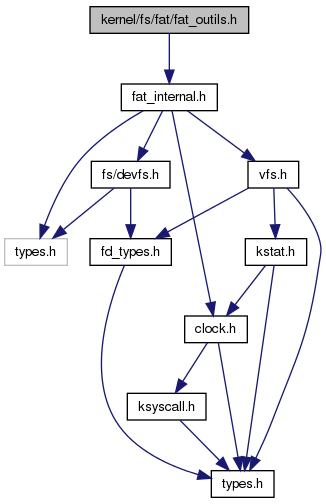 kernel/fs/fat/fat_outils.h
fat_internal.h
fs/devfs.h
vfs.h
types.h
fd_types.h
kstat.h
clock.h
ksyscall.h
types.h